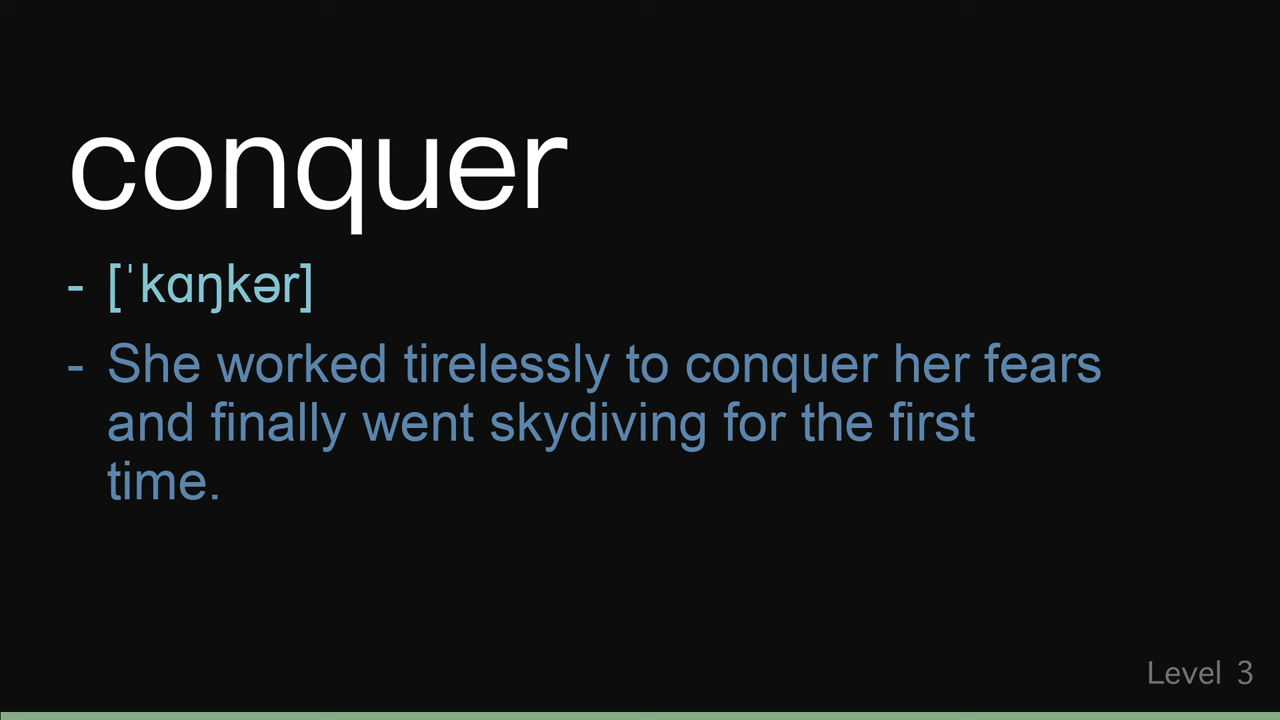 conquer
- [ˈkɑŋkər]
- She worked tirelessly to conquer her fears
and finally went skydiving for the first
time.
Level 3